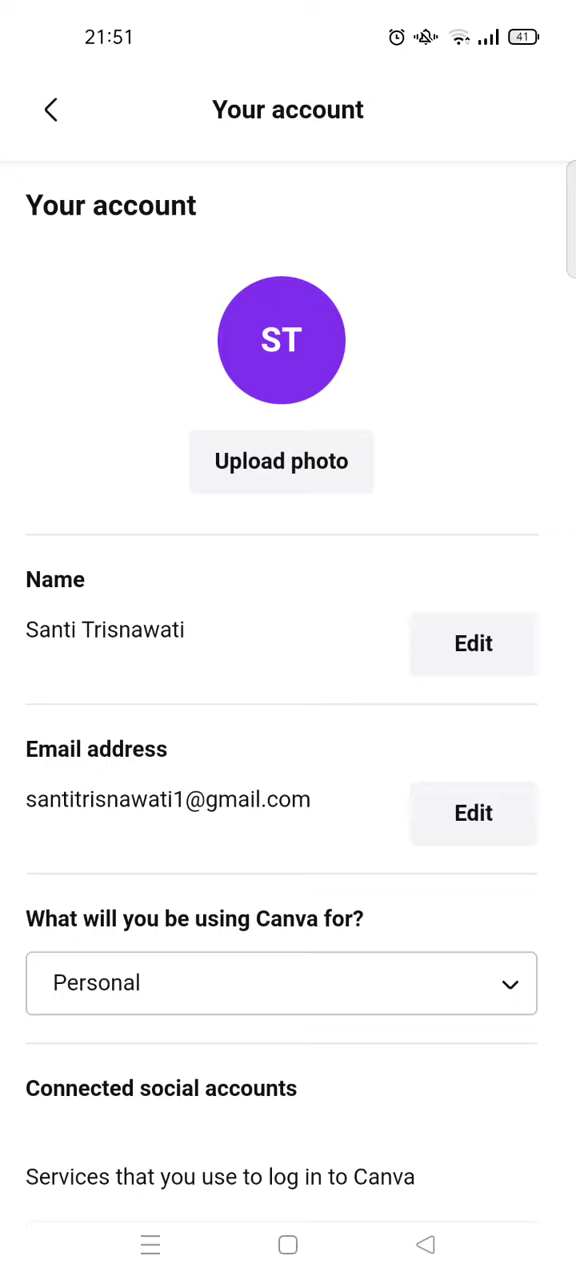 21:51
41
Your account
Your account
ST
Upload photo
Name
Santi Trisnawati
Edit
Email address
santitrisnawati1@gmail.com
Edit
What will you be using Canva for?
Personal
Connected social accounts
Services that you use to log in to Canva